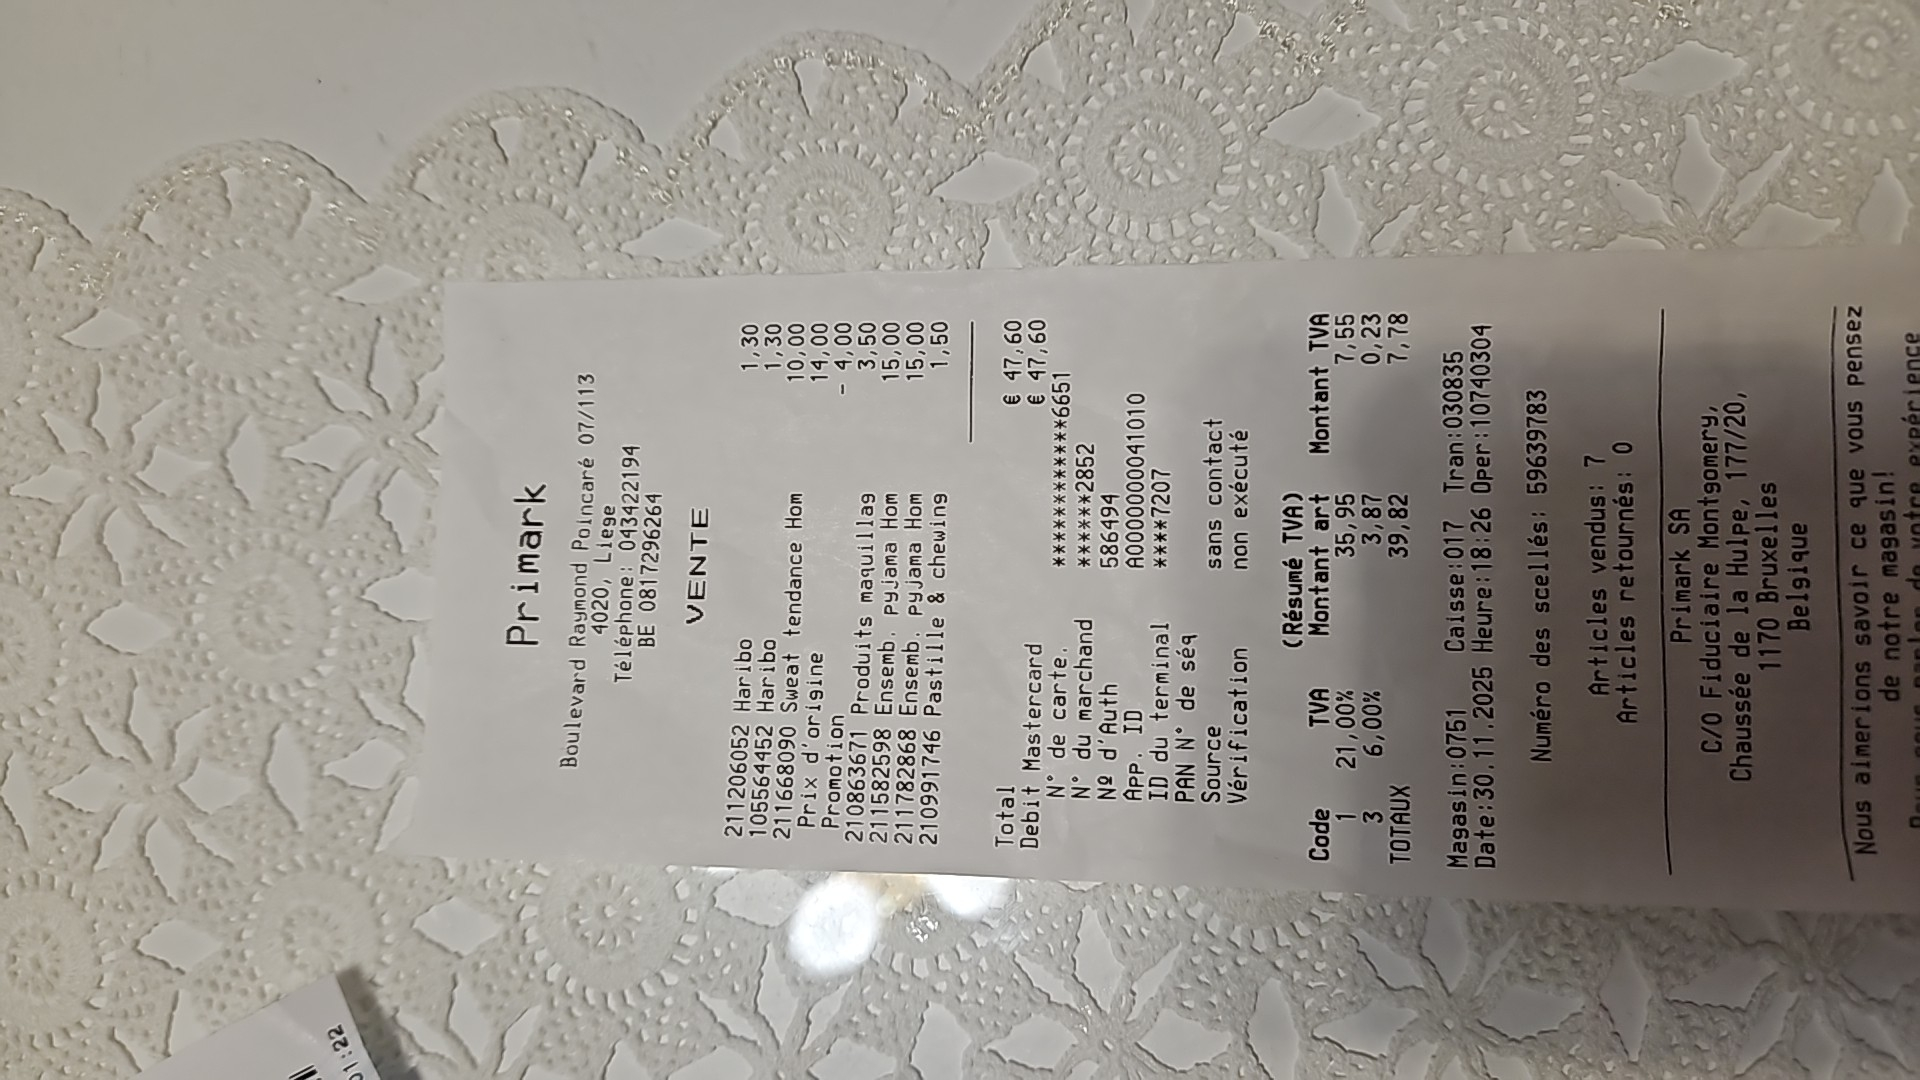 Primark
Boulevard Raymond Poincaré 07/113
4020, Liege
Téléphone: 043422194
BE 0817296264
VENTE
211206052 Haribo 1,30
105564452 Haribo 1,30
211668090 Sweat tendance Hom 10,00
Prix d'origine 14,00
Promotion - 4,00
210863671 Produits maquillag 3,50
211582598 Ensemb. pyjama Hom 15,00
211782868 Ensemb. pyjama Hom 15,00
210991746 Pastille & chewing 1,50
Total € 47,60
Debit Mastercard € 47,60
N° de carte. ************6651
N° du marchand ******2852
Nº d'Auth 586494
App. ID A0000000041010
ID du terminal ****7207
PAN N° de séq
Source sans contact
Vérification non exécuté
(Résumé TVA)
Code TVA Montant art Montant TVA
1 21,00% 35,95 7,55
3 6,00% 3,87 0,23
TOTAUX 39,82 7,78
Magasin:0751 Caisse:017 Tran:030835
Date:30.11.2025 Heure:18:26 Oper:10740304
Numéro des scellés: 59639783
Articles vendus: 7
Articles retournés: 0
Primark SA
C/O Fiduciaire Montgomery,
Chaussée de la Hulpe, 177/20,
1170 Bruxelles
Belgique
Nous aimerions savoir ce que vous pensez
de notre magasin!
Pour nous parler de votre expérience
01:22